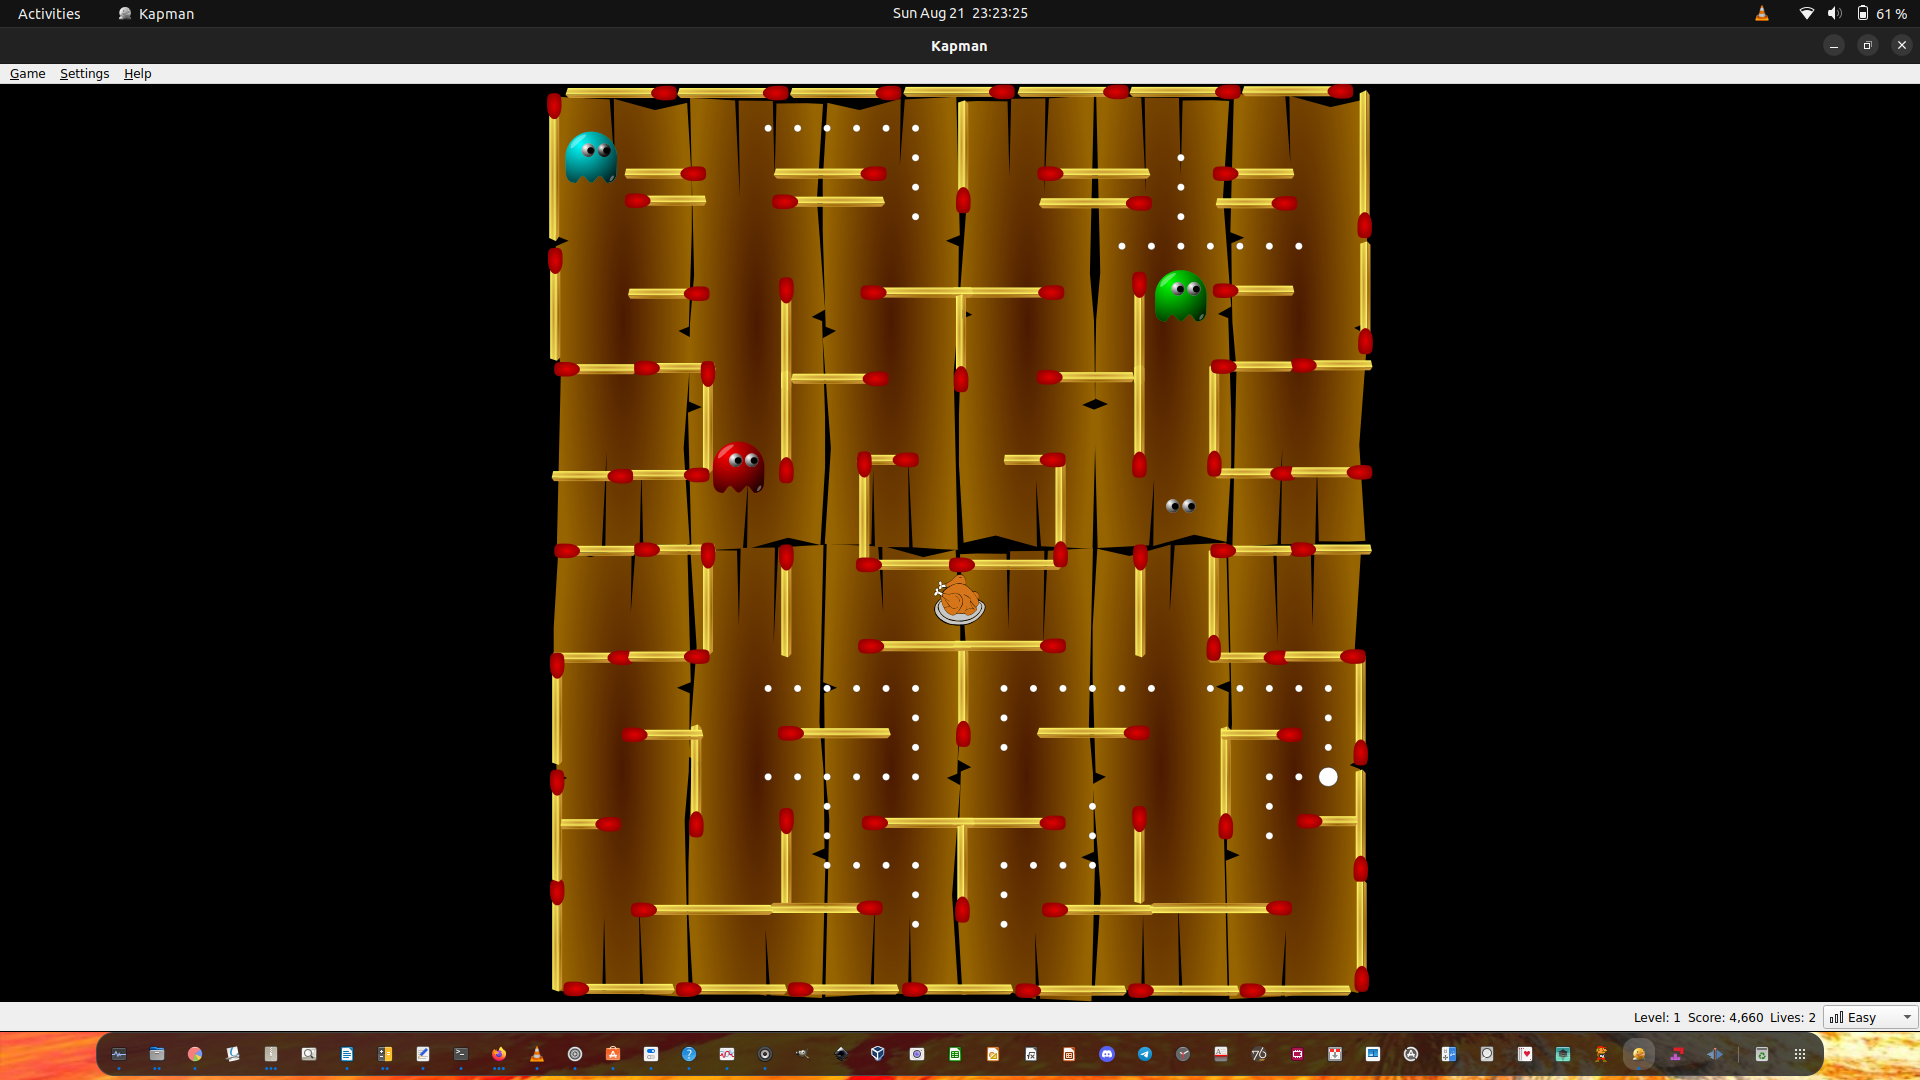 Activities Kapman Sun Aug 21 23:23:25 61 %
Kapman
Game Settings Help
Level: 1 Score: 4,660 Lives: 2 Easy